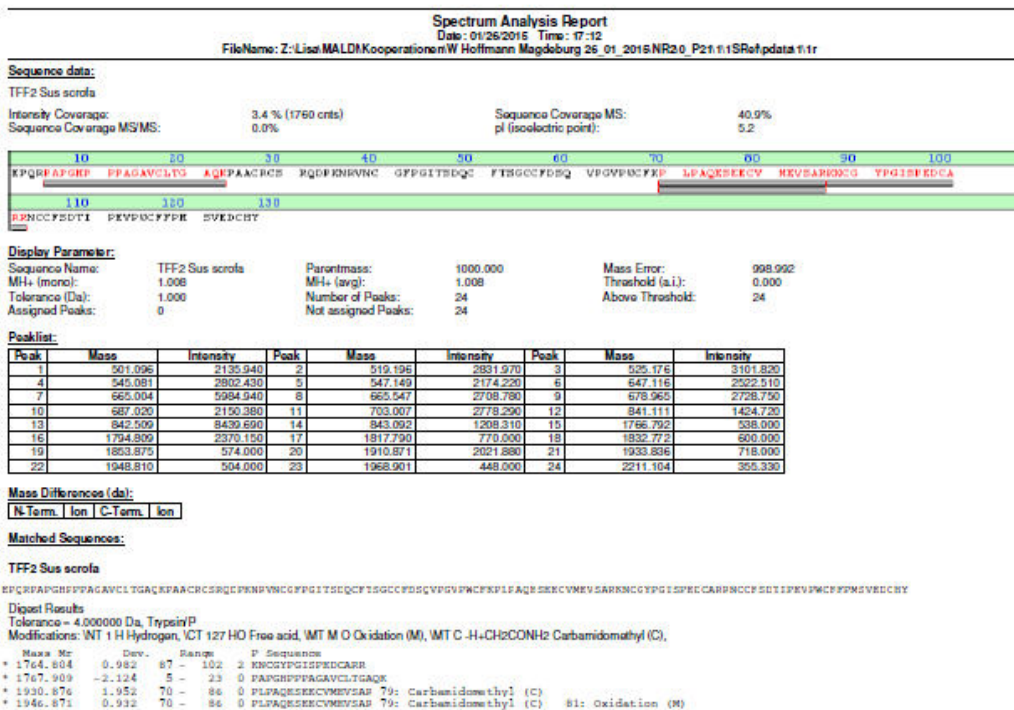 Spectrum Analysis Report
Date: 01/26/2015 Time: 17:12
FileName: Z:\Lisa\MALDI\Kooperationen\W Hoffmann Magdeburg 26_01_2015\NR2\0_P21\1\1SRef\pdata\1\1r
Sequence data:
TFF2 Sus scrofa
Intensity Coverage: 3.4 % (1760 cnts) Sequence Coverage MS: 40.9%
Sequence Coverage MS/MS: 0.0% pI (isoelectric point): 5.2
10 20 30 40 50 60 70 80 90 100
EPQRPAPGHP PPAGAVCLTG AQKPAACRCS RQDPKNRVNC GFPGITSDQC FTSGCCFDSQ VPGVPWCFKP LPAQESEECV MEVSARKNCG YPGISPEDCA
110 120 130
RRNCCFSDTI PEVPWCFFPM SVEDCHY
Display Parameter:
Sequence Name: TFF2 Sus scrofa Parentmass: 1000.000 Mass Error: 998.992
MH+ (mono): 1.008 MH+ (avg): 1.008 Threshold (a.i.): 0.000
Tolerance (Da): 1.000 Number of Peaks: 24 Above Threshold: 24
Assigned Peaks: 0 Not assigned Peaks: 24
Peaklist:
Peak Mass Intensity Peak Mass Intensity Peak Mass Intensity
1 501.096 2135.940 2 519.196 2831.970 3 525.176 3101.820
4 545.081 2802.430 5 547.149 2174.220 6 647.116 2522.510
7 665.004 5984.940 8 665.547 2708.780 9 678.965 2728.750
10 687.020 2150.380 11 703.007 2778.290 12 841.111 1424.720
13 842.509 8439.690 14 843.092 1208.310 15 1766.792 538.000
16 1794.809 2370.150 17 1817.790 770.000 18 1832.772 600.000
19 1853.875 574.000 20 1910.871 2021.880 21 1933.836 718.000
22 1948.810 504.000 23 1968.901 448.000 24 2211.104 355.330
Mass Differences (da):
N-Term. Ion C-Term. Ion
Matched Sequences:
TFF2 Sus scrofa
EPQRPAPGHPPPAGAVCLTGAQKPAACRCSRQDPKNRVNCGFPGITSDQCFTSGCCFDSQVPGVPWCFKPLPAQESEECVMEVSARKNCGYPGISPEDCARRNCCFSDTIPEVPWCFFPMSVEDCHY
Digest Results
Tolerance = 4.000000 Da, Trypsin/P
Modifications: \NT 1 H Hydrogen, \CT 127 HO Free acid, \MT M O Oxidation (M), \MT C -H+CH2CONH2 Carbamidomethyl (C),
Mass Mr Dev. Range P Sequence
* 1764.804 0.982 87 - 102 2 KNCGYPGISPEDCARR
* 1767.909 -2.124 5 - 23 0 PAPGHPPPAGAVCLTGAQK
* 1930.876 1.952 70 - 86 0 PLPAQESEECVMEVSAR 79: Carbamidomethyl (C)
* 1946.871 0.932 70 - 86 0 PLPAQESEECVMEVSAR 79: Carbamidomethyl (C) 81: Oxidation (M)